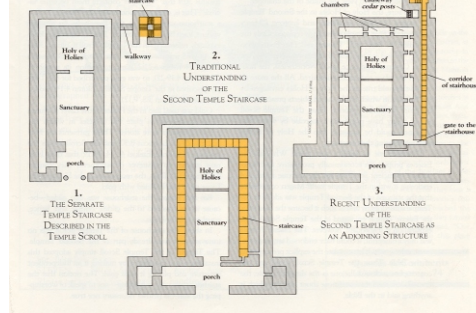 staircase
walkway
Holy of
Holies
Sanctuary
porch
1.
THE SEPARATE
TEMPLE STAIRCASE
DESCRIBED IN THE
TEMPLE SCROLL
2.
TRADITIONAL
UNDERSTANDING
OF THE
SECOND TEMPLE STAIRCASE
Holy of
Holies
Sanctuary
staircase
porch
chambers
cedar posts
Holy of
Holies
Sanctuary
corridor
of stairhouse
gate to the
stairhouse
porch
3.
RECENT UNDERSTANDING
OF THE
SECOND TEMPLE STAIRCASE AS
AN ADJOINING STRUCTURE